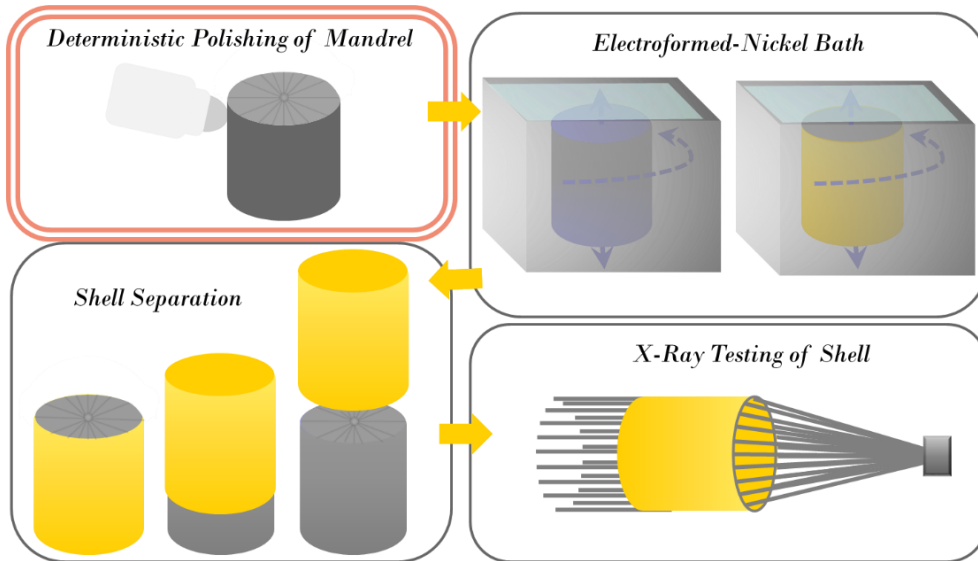 Deterministic Polishing of Mandrel
Electroformed-Nickel Bath
Shell Separation
X-Ray Testing of Shell